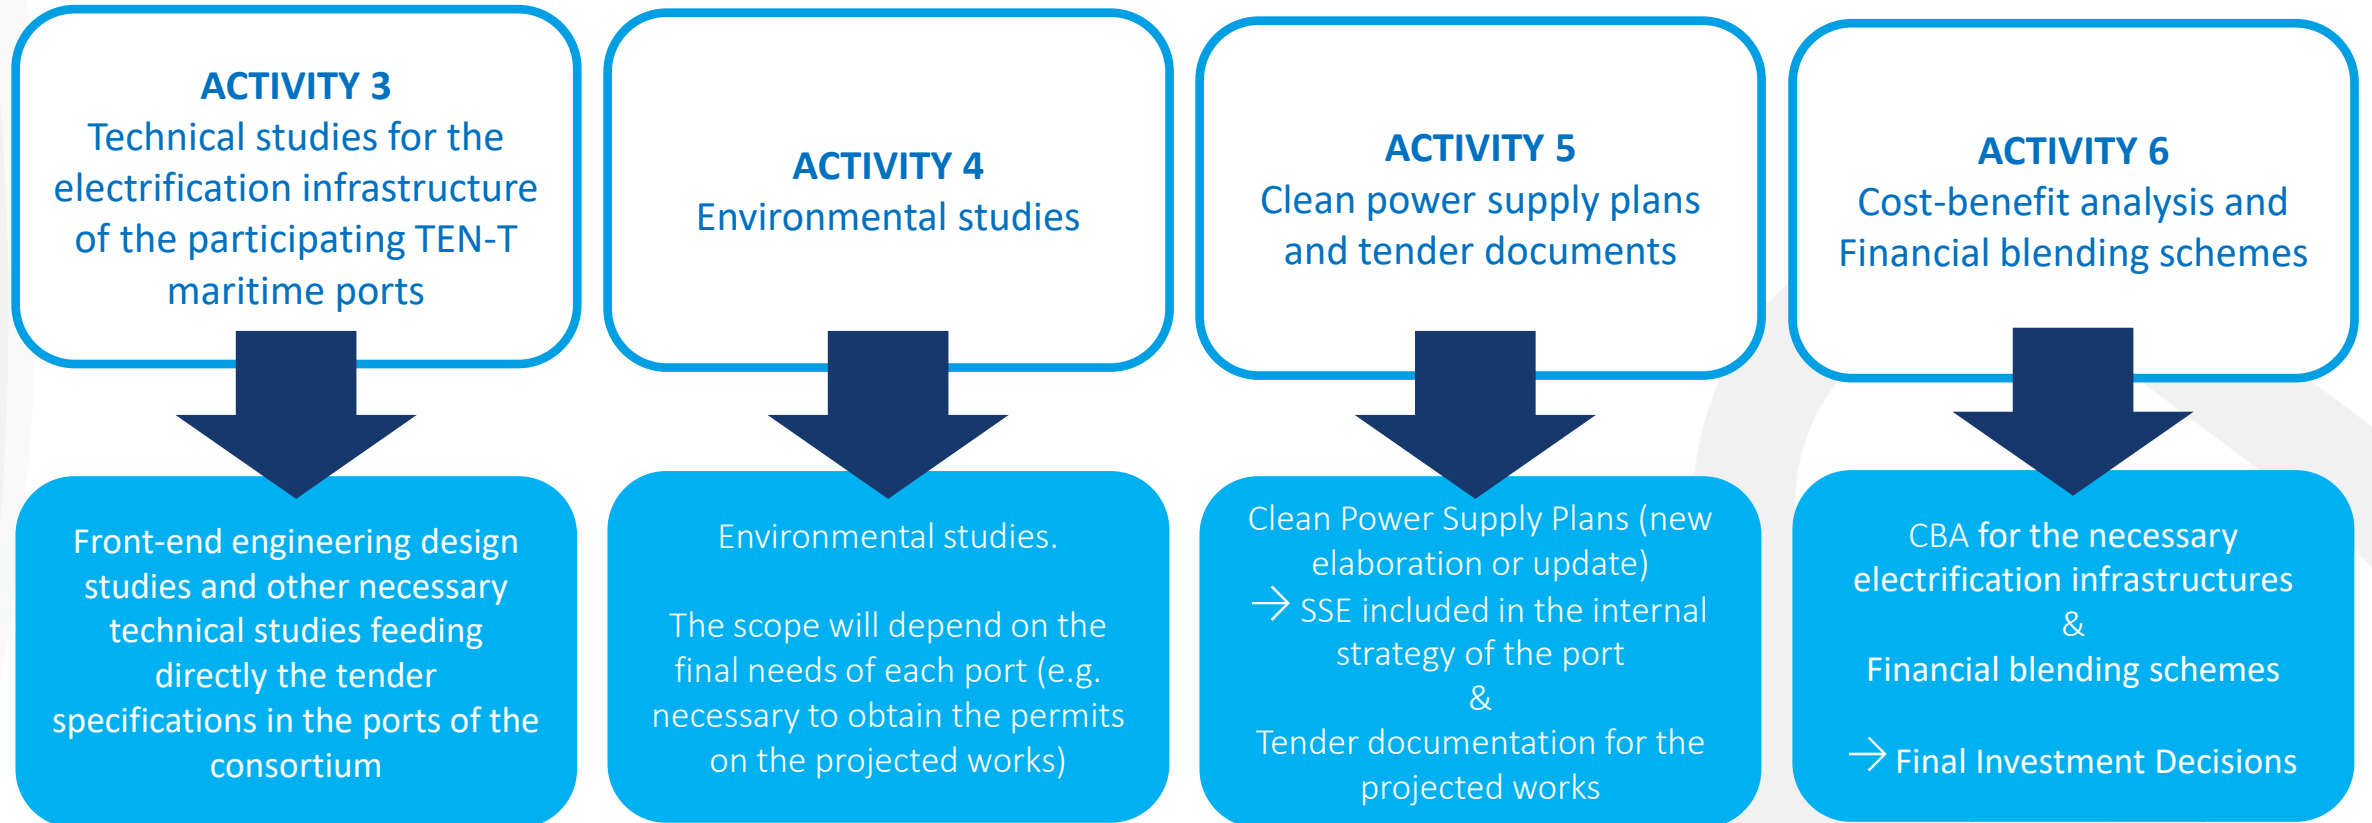 ACTIVITY 3
Technical studies for the
electrification infrastructure
of the participating TEN-T
maritime ports
Front-end engineering design
studies and other necessary
technical studies feeding
directly the tender
specifications in the ports of the
consortium
ACTIVITY 4
Environmental studies
Environmental studies.
The scope will depend on the
final needs of each port (e.g.
necessary to obtain the permits
on the projected works)
ACTIVITY 5
Clean power supply plans
and tender documents
Clean Power Supply Plans (new
elaboration or update)
→ SSE included in the internal
strategy of the port
&
Tender documentation for the
projected works
ACTIVITY 6
Cost-benefit analysis and
Financial blending schemes
CBA for the necessary
electrification infrastructures
&
Financial blending schemes
→ Final Investment Decisions